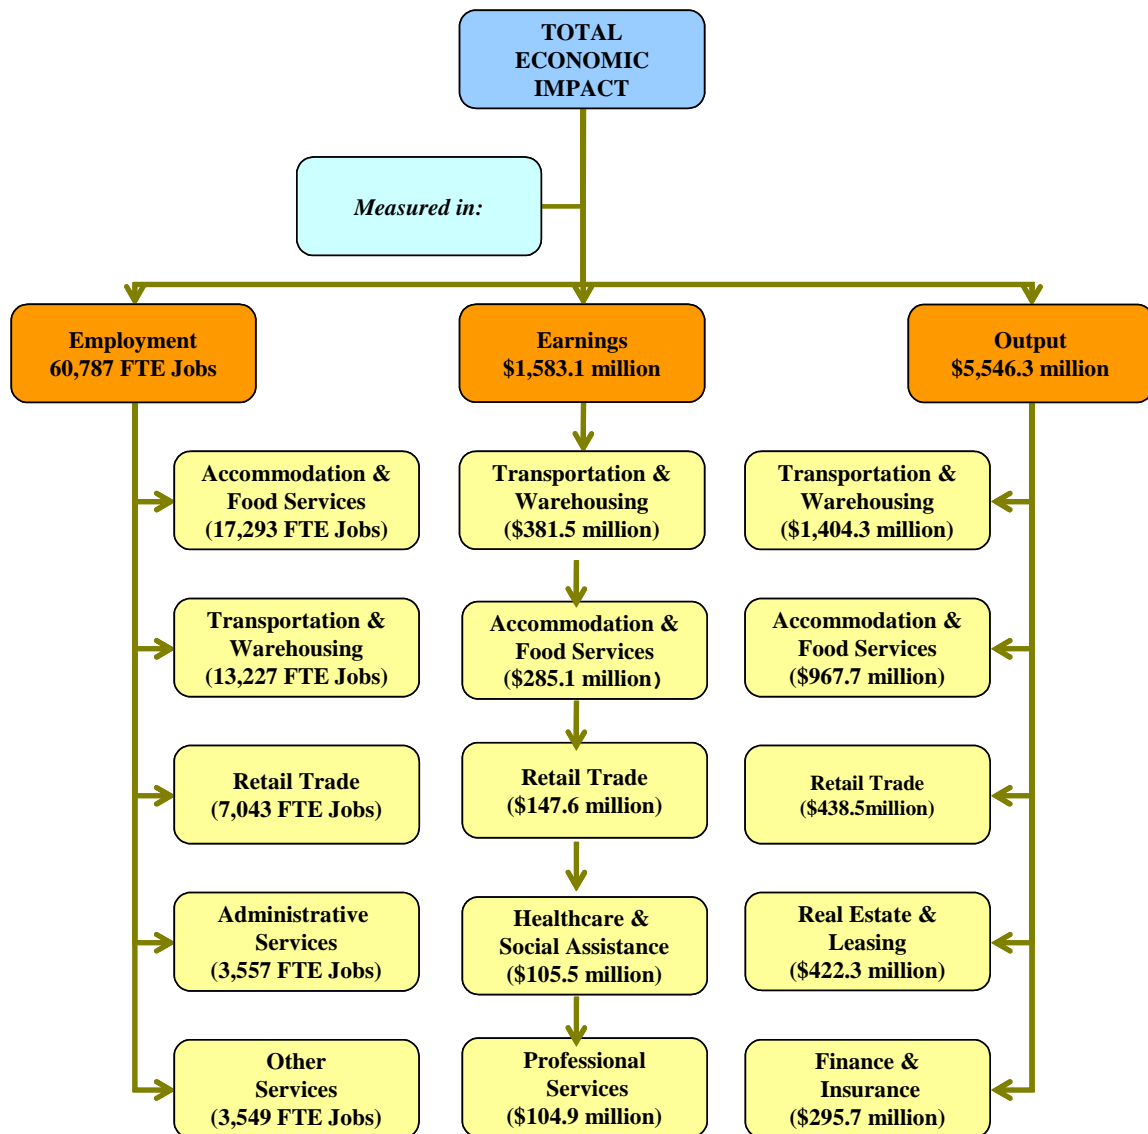 TOTAL
ECONOMIC
IMPACT
Measured in:
Employment
60,787 FTE Jobs
Earnings
$1,583.1 million
Output
$5,546.3 million
Accommodation &
Food Services
(17,293 FTE Jobs)
Transportation &
Warehousing
($381.5 million)
Transportation &
Warehousing
($1,404.3 million)
Transportation &
Warehousing
(13,227 FTE Jobs)
Accommodation &
Food Services
($285.1 million)
Accommodation &
Food Services
($967.7 million)
Retail Trade
(7,043 FTE Jobs)
Retail Trade
($147.6 million)
Retail Trade
($438.5million)
Administrative
Services
(3,557 FTE Jobs)
Healthcare &
Social Assistance
($105.5 million)
Real Estate &
Leasing
($422.3 million)
Other
Services
(3,549 FTE Jobs)
Professional
Services
($104.9 million)
Finance &
Insurance
($295.7 million)